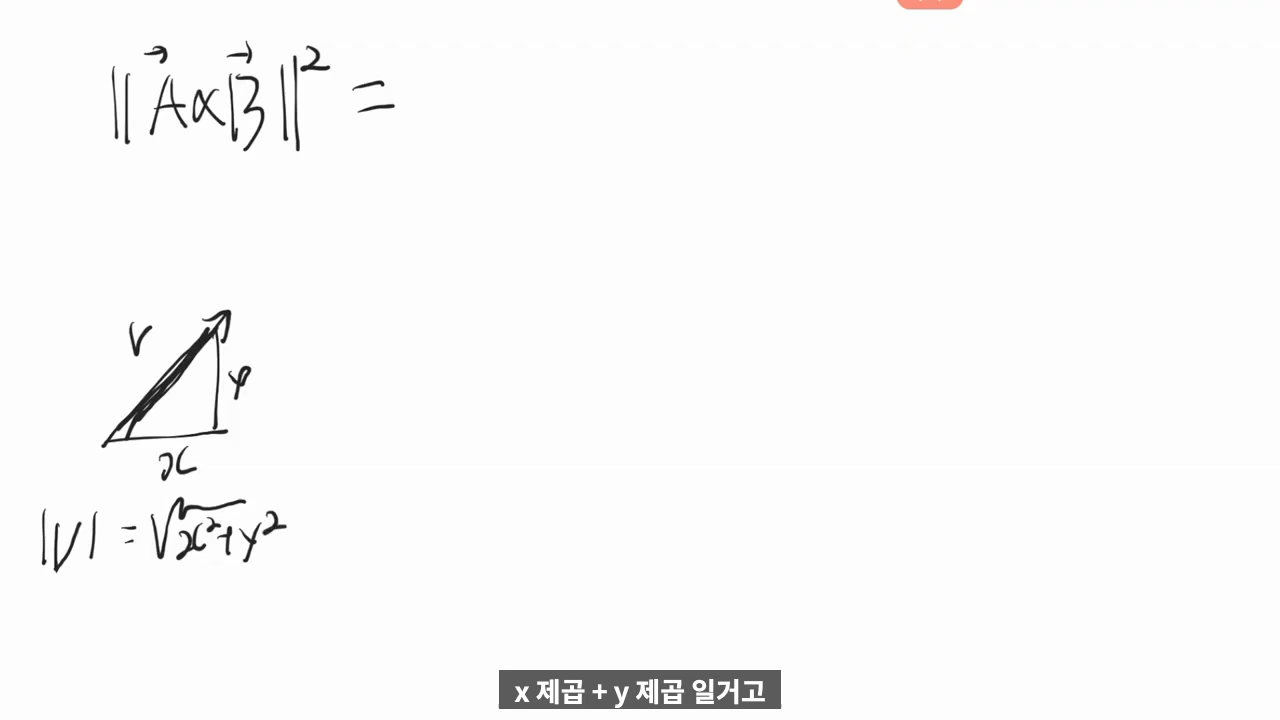 ‖A⃗×B⃗‖² =
V
y
x
|V| = √x²+y²
x 제곱 + y 제곱 일거고